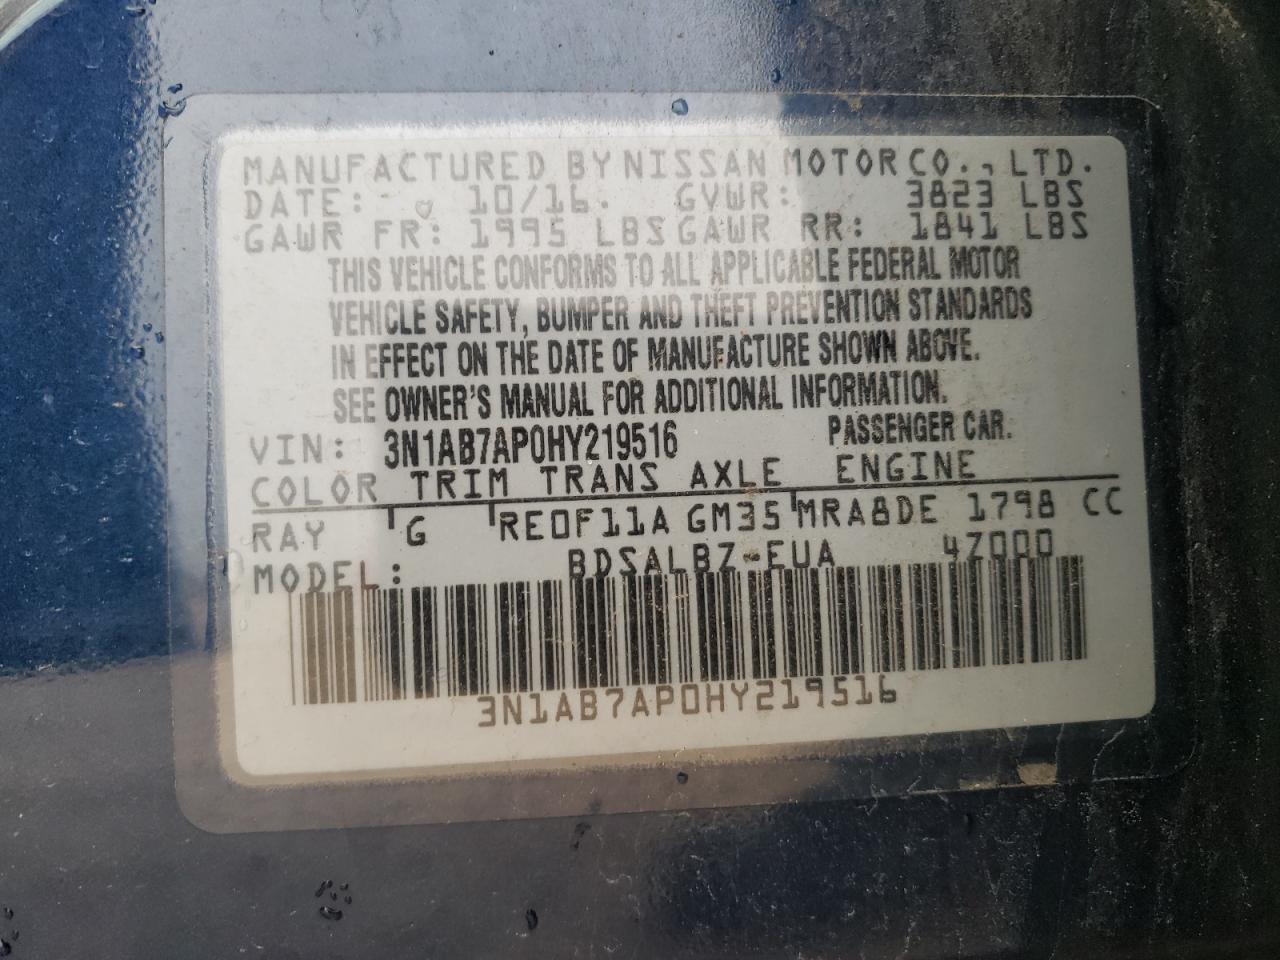 MANUFACTURED BY NISSAN MOTOR CO., LTD.
DATE: 10/16. GVWR: 3823 LBS
GAWR FR: 1995 LBS GAWR RR: 1841 LBS
THIS VEHICLE CONFORMS TO ALL APPLICABLE FEDERAL MOTOR
VEHICLE SAFETY, BUMPER AND THEFT PREVENTION STANDARDS
IN EFFECT ON THE DATE OF MANUFACTURE SHOWN ABOVE.
SEE OWNER'S MANUAL FOR ADDITIONAL INFORMATION.
VIN: 3N1AB7AP0HY219516 PASSENGER CAR.
COLOR TRIM TRANS AXLE ENGINE
RAY G RE0F11A GM35 MRA8DE 1798 CC
MODEL: BDSALBZ-EUA 4Z000
3N1AB7AP0HY219516